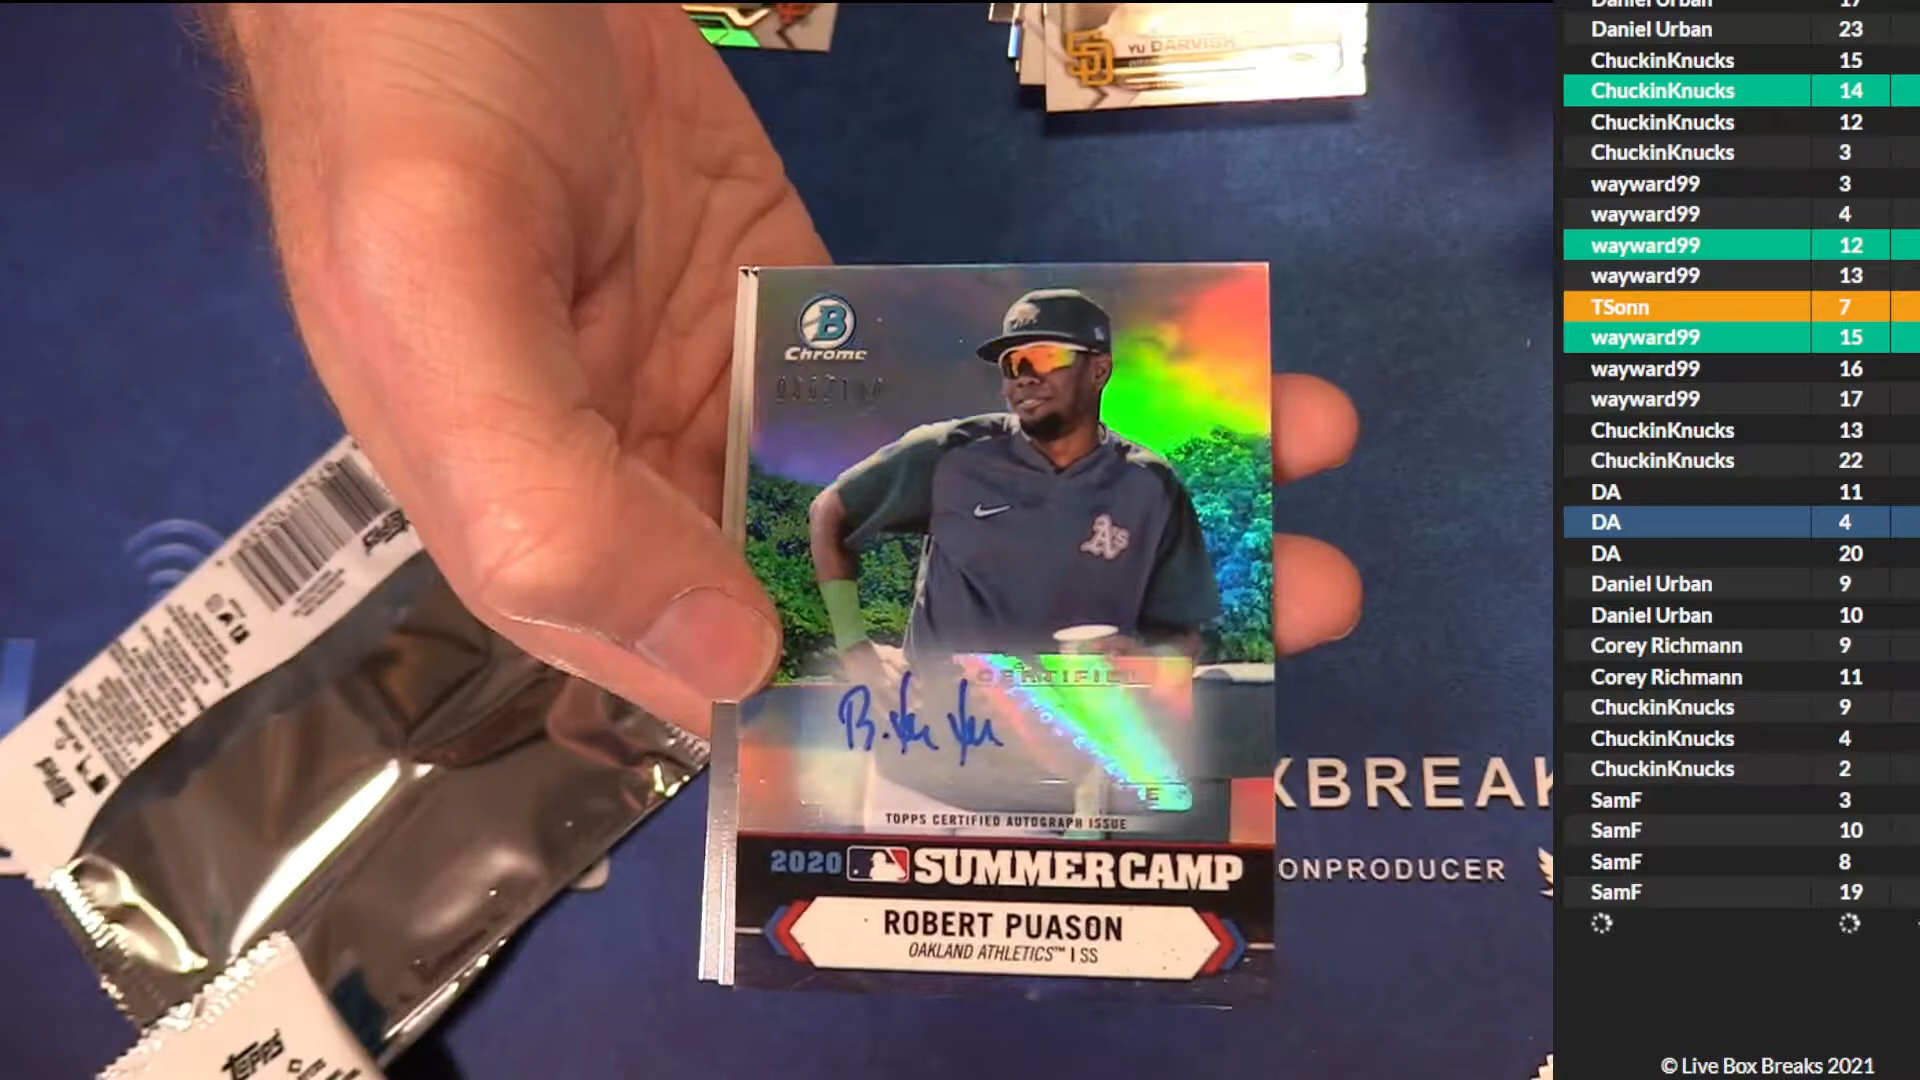 YU DARVISH
B
Chrome
A's
CERTIFIED
TOPPS CERTIFIED AUTOGRAPH ISSUE
2020 SUMMER CAMP
ROBERT PUASON
OAKLAND ATHLETICS™ | SS
XBREAK
ONPRODUCER
TOPPS
Daniel Urban 17
Daniel Urban 23
ChuckinKnucks 15
ChuckinKnucks 14
ChuckinKnucks 12
ChuckinKnucks 3
wayward99 3
wayward99 4
wayward99 12
wayward99 13
TSonn 7
wayward99 15
wayward99 16
wayward99 17
ChuckinKnucks 13
ChuckinKnucks 22
DA 11
DA 4
DA 20
Daniel Urban 9
Daniel Urban 10
Corey Richmann 9
Corey Richmann 11
ChuckinKnucks 9
ChuckinKnucks 4
ChuckinKnucks 2
SamF 3
SamF 10
SamF 8
SamF 19
© Live Box Breaks 2021